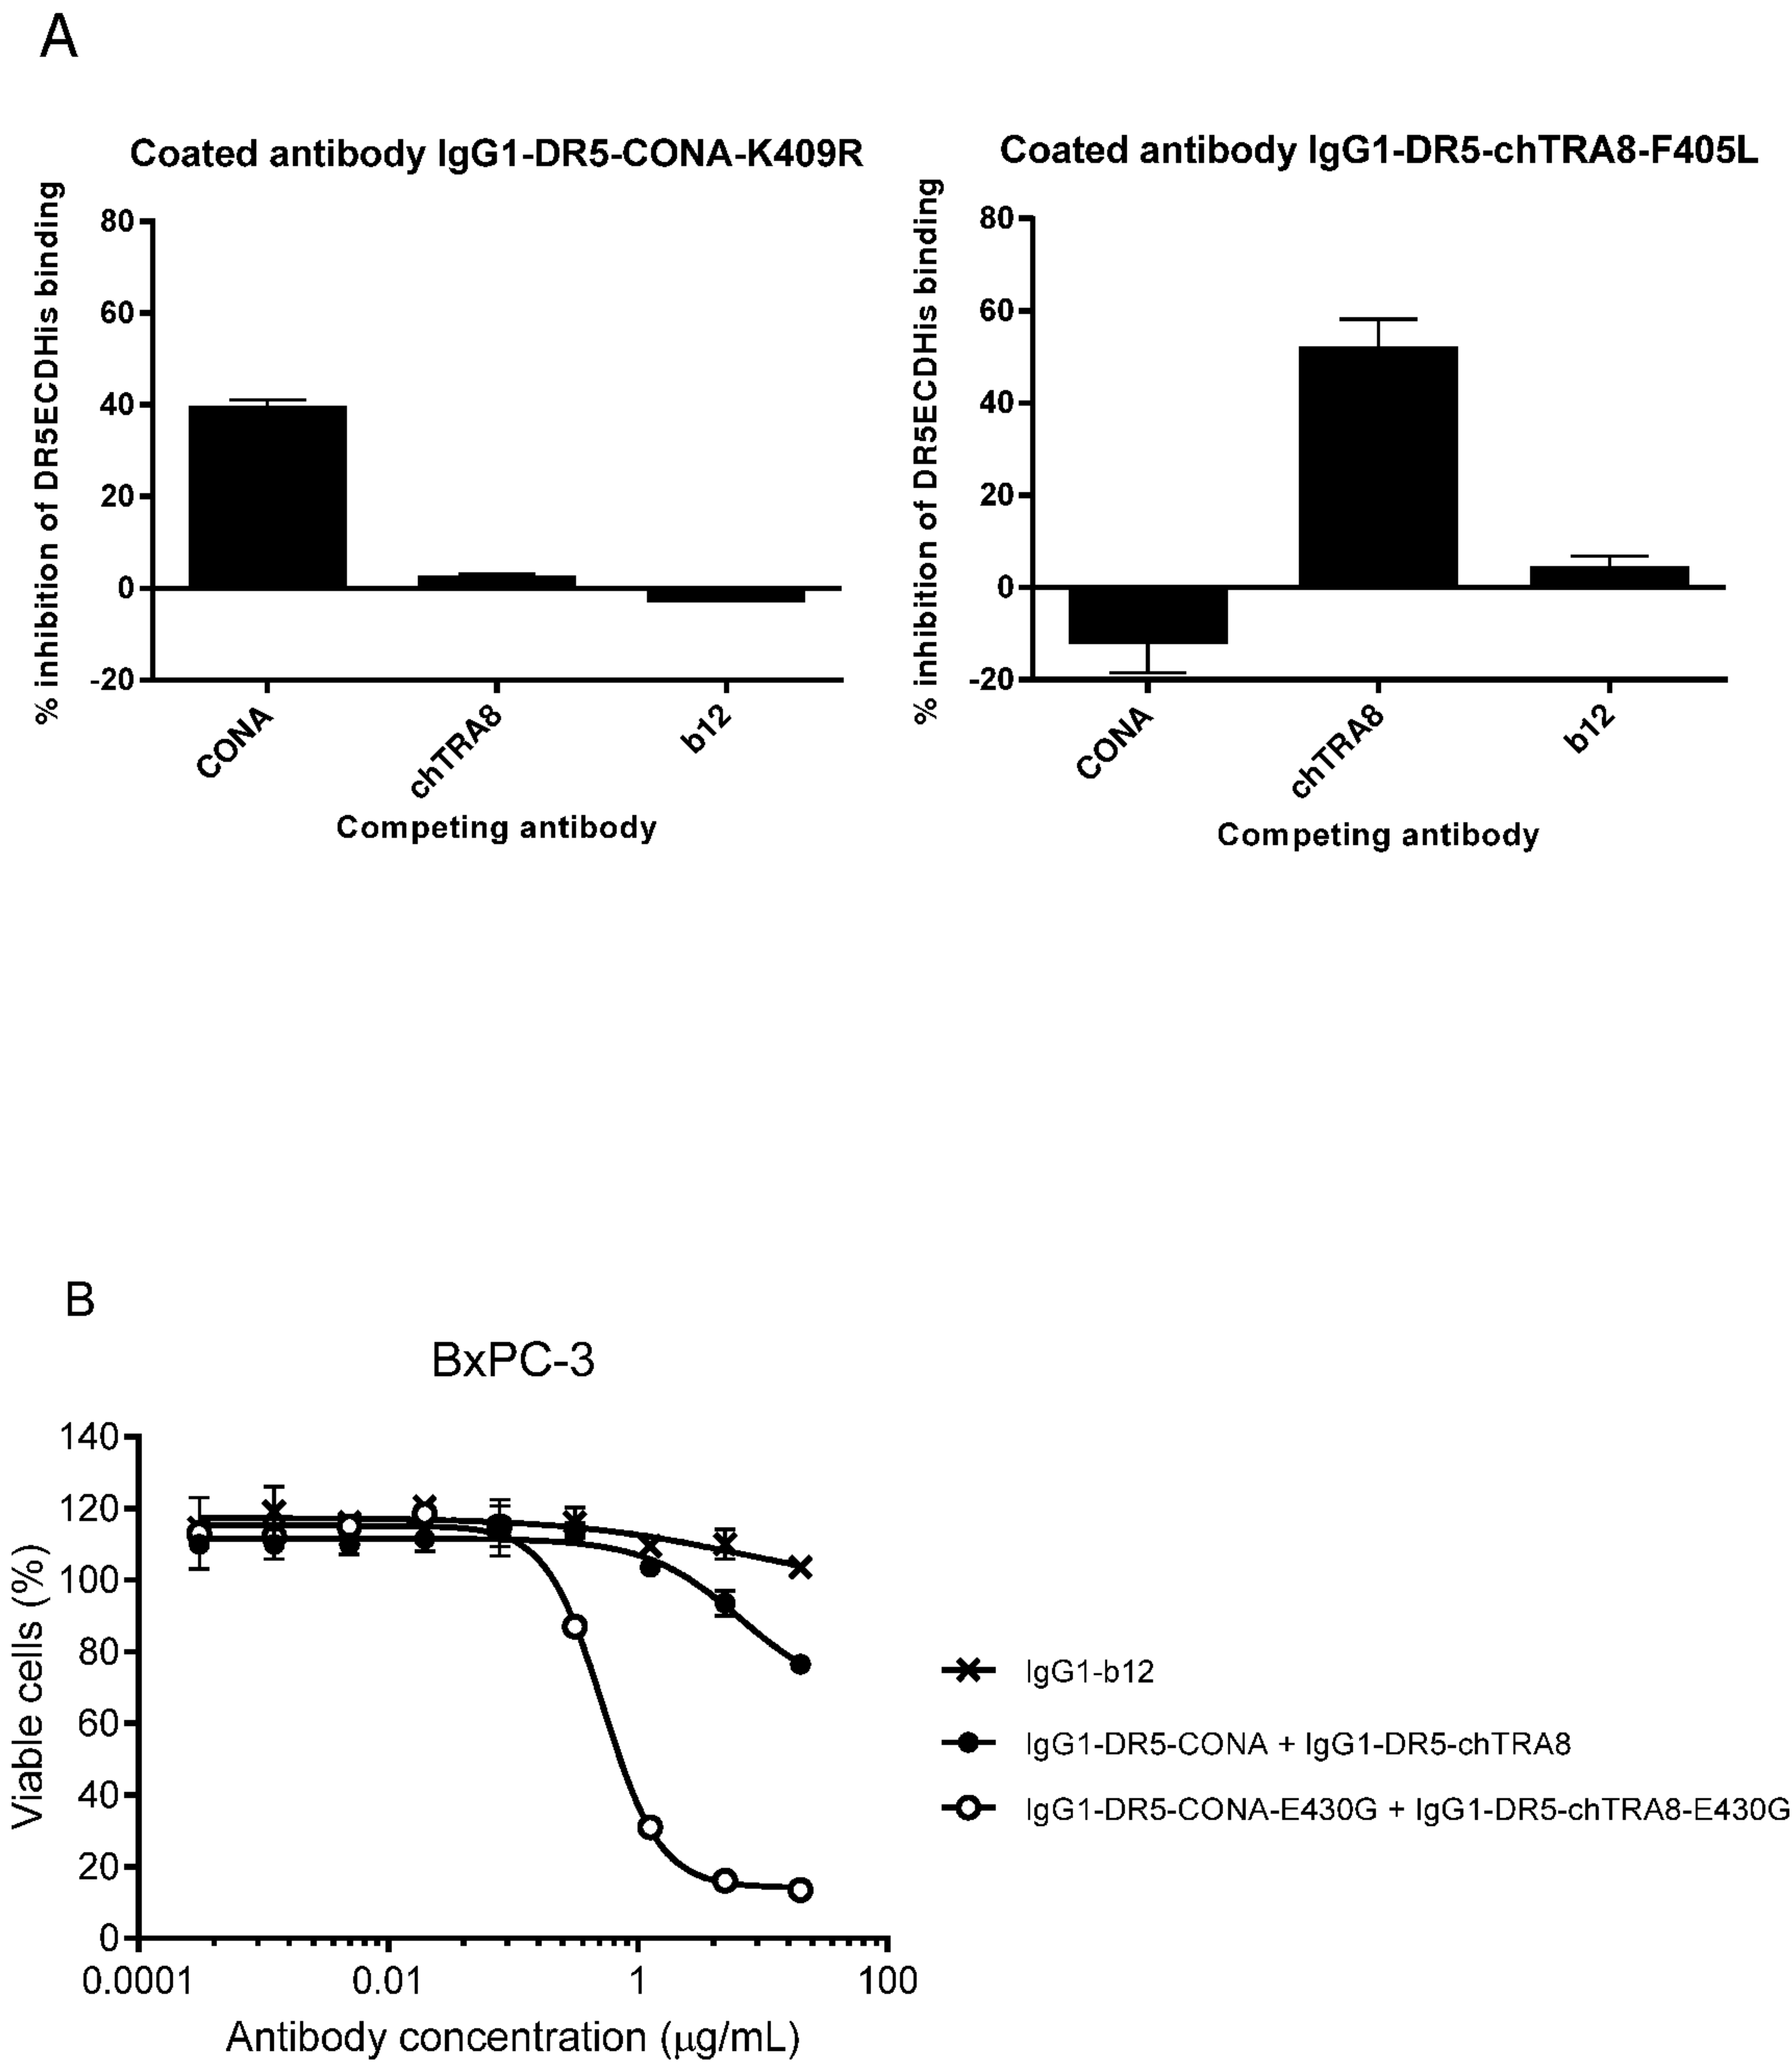 A
Coated antibody IgG1-DR5-CONA-K409R
% inhibition of DR5ECDHis binding
80
60
40
20
0
-20
CONA
chTRA8
b12
Competing antibody
Coated antibody IgG1-DR5-chTRA8-F405L
% inhibition of DR5ECDHis binding
80
60
40
20
0
-20
CONA
chTRA8
b12
Competing antibody
B
BxPC-3
Viable cells (%)
140
120
100
80
60
40
20
0
0.0001
0.01
1
100
Antibody concentration (μg/mL)
IgG1-b12
IgG1-DR5-CONA + IgG1-DR5-chTRA8
IgG1-DR5-CONA-E430G + IgG1-DR5-chTRA8-E430G